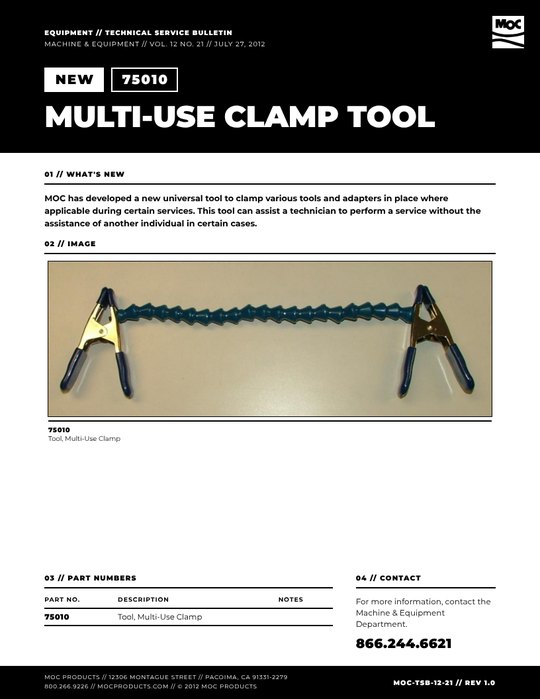 EQUIPMENT // TECHNICAL SERVICE BULLETIN
MACHINE & EQUIPMENT // VOL. 12 NO. 21 // JULY 27, 2012
MOC
NEW 75010
MULTI-USE CLAMP TOOL
01 // WHAT'S NEW
MOC has developed a new universal tool to clamp various tools and adapters in place where
applicable during certain services. This tool can assist a technician to perform a service without the
assistance of another individual in certain cases.
02 // IMAGE
75010
Tool, Multi-Use Clamp
03 // PART NUMBERS
PART NO. DESCRIPTION NOTES
75010 Tool, Multi-Use Clamp
04 // CONTACT
For more information, contact the
Machine & Equipment
Department.
866.244.6621
MOC PRODUCTS // 12306 MONTAGUE STREET // PACOIMA, CA 91331-2279
800.266.9226 // MOCPRODUCTS.COM // © 2012 MOC PRODUCTS
MOC-TSB-12-21 // REV 1.0